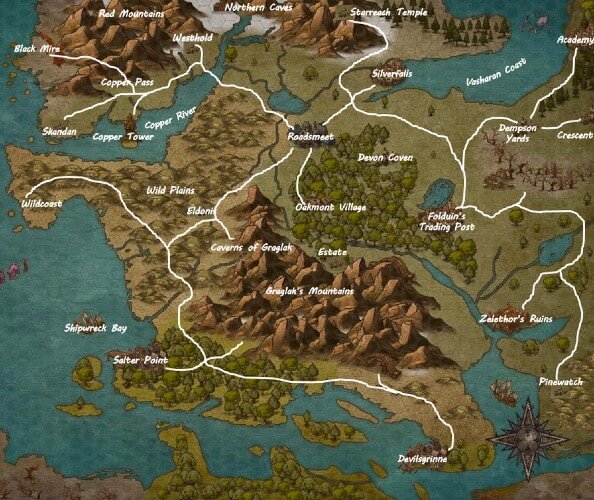 Northern Caves
Red Mountains
Starreach Temple
Westhold
Academy
Black Mire
Silverfalls
Vasharan Coast
Copper Pass
Skandan
Copper Tower
Copper River
Roadsmeet
Dempson
Yards
Crescent
Devon Coven
Wild Plains
Wildcoast
Eldonis
Oakmont Village
Folduin's
Trading Post
Caverns of Graglak
Estate
Graglak's Mountains
Shipwreck Bay
Zelethor's Ruins
Salter Point
Pinewatch
Devilsgrinne